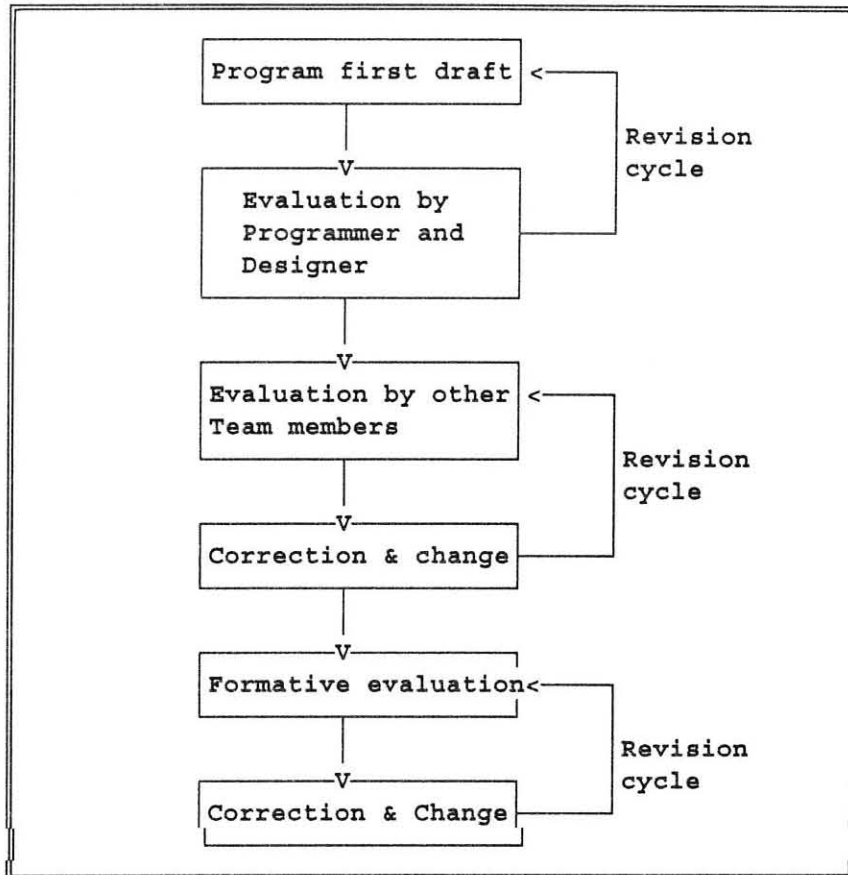 Program first draft
Revision
cycle
Evaluation by
Programmer and
Designer
Evaluation by other
Team members
Revision
cycle
Correction & change
Formative evaluation
Revision
cycle
Correction & Change